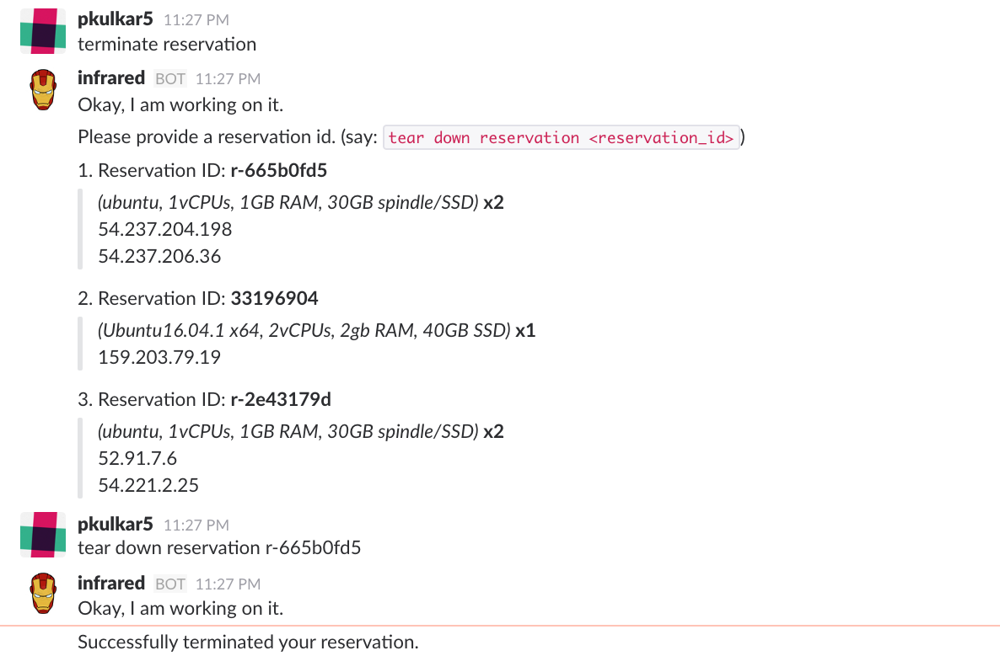 pkulkar5 11:27 PM
terminate reservation
infrared BOT 11:27 PM
Okay, I am working on it.
Please provide a reservation id. (say: tear down reservation <reservation_id>)
1. Reservation ID: r-665b0fd5
(ubuntu, 1vCPUs, 1GB RAM, 30GB spindle/SSD) x2
54.237.204.198
54.237.206.36
2. Reservation ID: 33196904
(Ubuntu16.04.1 x64, 2vCPUs, 2gb RAM, 40GB SSD) x1
159.203.79.19
3. Reservation ID: r-2e43179d
(ubuntu, 1vCPUs, 1GB RAM, 30GB spindle/SSD) x2
52.91.7.6
54.221.2.25
pkulkar5 11:27 PM
tear down reservation r-665b0fd5
infrared BOT 11:27 PM
Okay, I am working on it.
Successfully terminated your reservation.